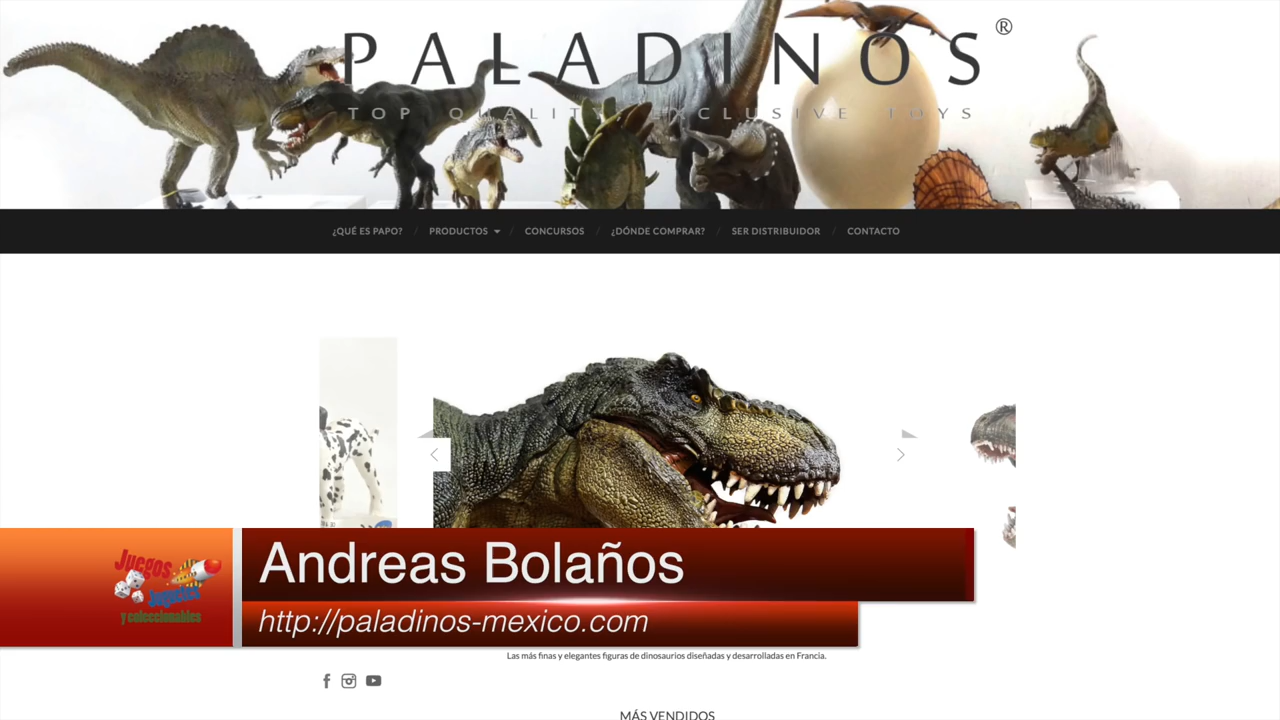 PALADINOS®
TOP QUALITY EXCLUSIVE TOYS
¿QUÉ ES PAPO? / PRODUCTOS / CONCURSOS / ¿DÓNDE COMPRAR? / SER DISTRIBUIDOR / CONTACTO
Juegos
Juguetes
y coleccionables
Andreas Bolaños
http://paladinos-mexico.com
Las más finas y elegantes figuras de dinosaurios diseñadas y desarrolladas en Francia.
MÁS VENDIDOS